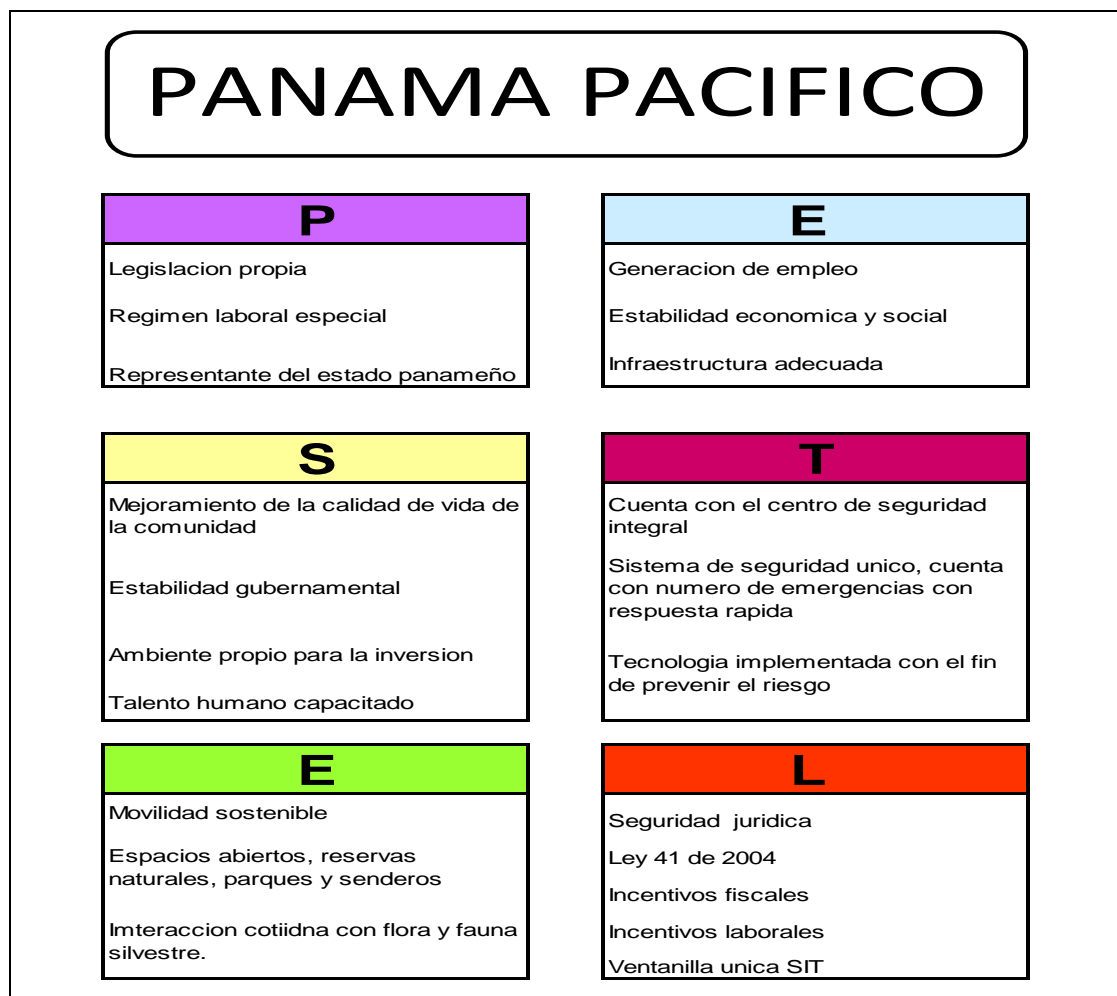 PANAMA PACIFICO
P
Legislacion propia
Regimen laboral especial
Representante del estado panameño
E
Generacion de empleo
Estabilidad economica y social
Infraestructura adecuada
S
Mejoramiento de la calidad de vida de
la comunidad
Estabilidad gubernamental
Ambiente propio para la inversion
Talento humano capacitado
T
Cuenta con el centro de seguridad
integral
Sistema de seguridad unico, cuenta
con numero de emergencias con
respuesta rapida
Tecnologia implementada con el fin
de prevenir el riesgo
E
Movilidad sostenible
Espacios abiertos, reservas
naturales, parques y senderos
Imteraccion cotiidna con flora y fauna
silvestre.
L
Seguridad  juridica
Ley 41 de 2004
Incentivos fiscales
Incentivos laborales
Ventanilla unica SIT